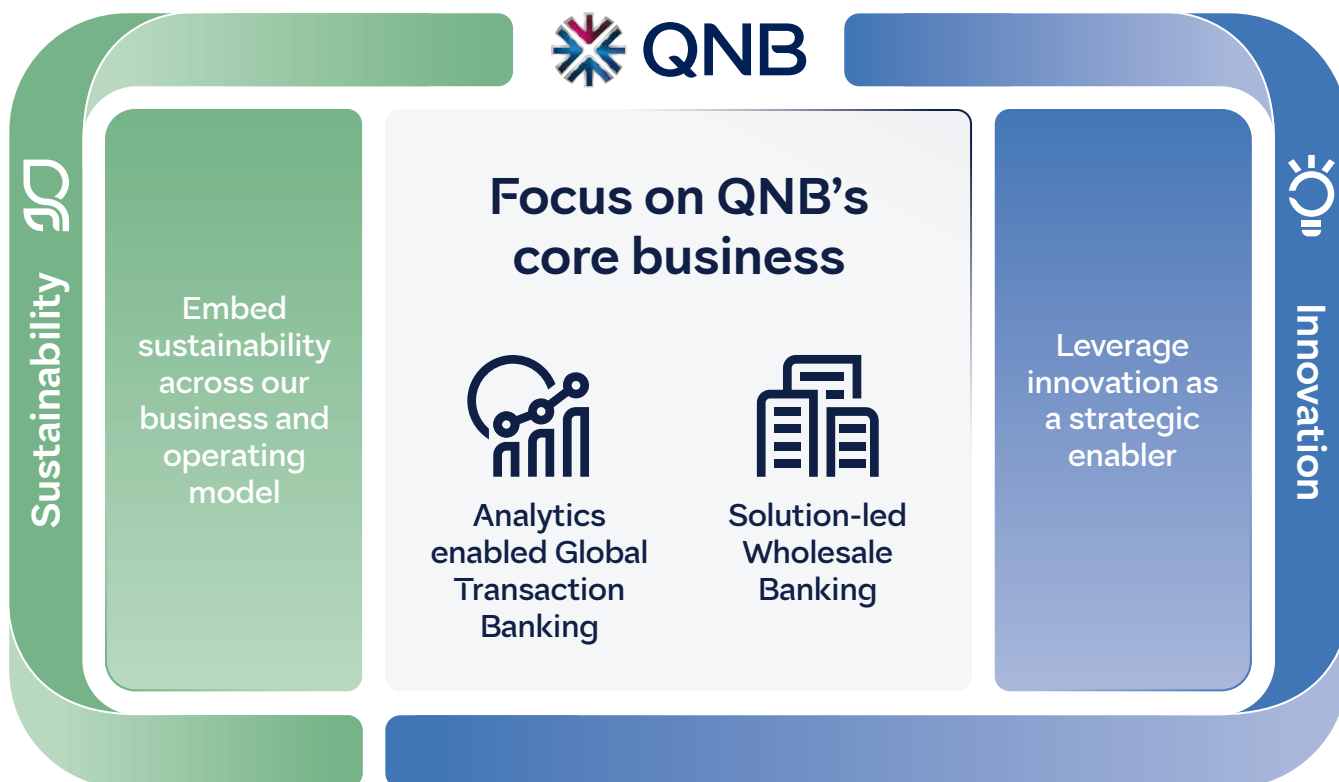 QNB
Sustainability
Embed
sustainability
across our
business and
operating
model
Focus on QNB’s
core business
Analytics
enabled Global
Transaction
Banking
Solution-led
Wholesale
Banking
Leverage
innovation as
a strategic
enabler
Innovation